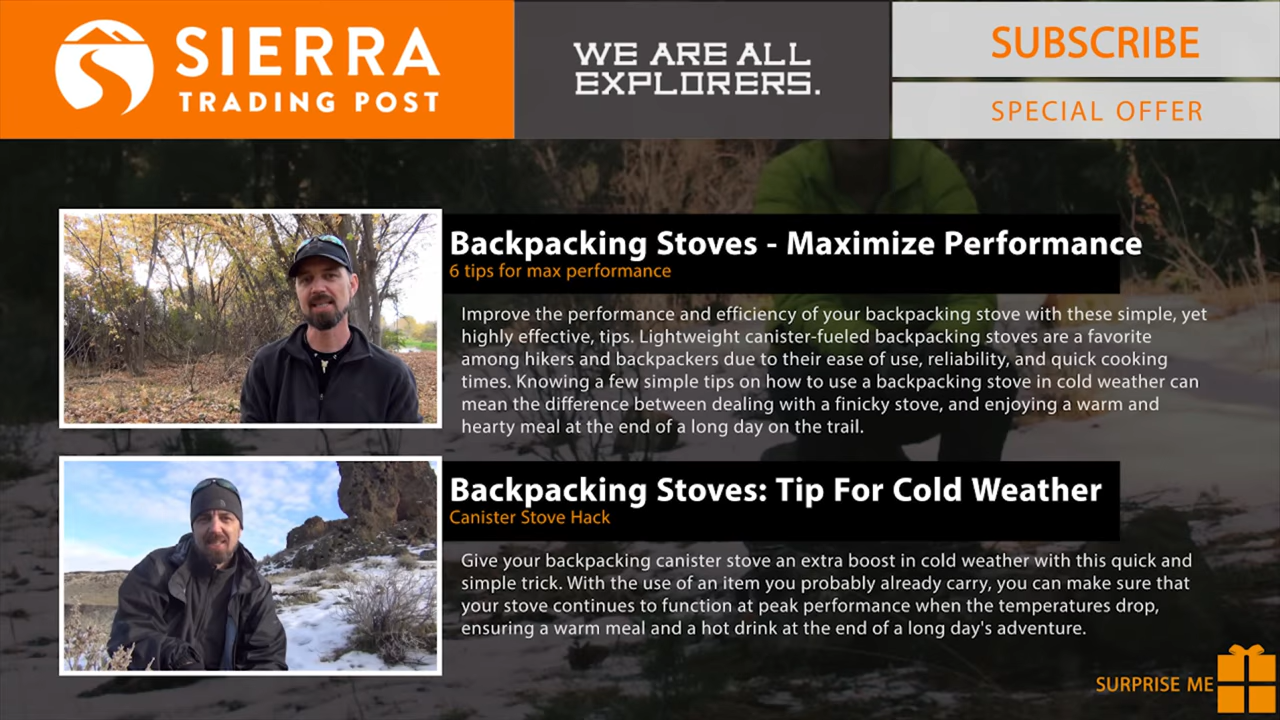 SIERRA
TRADING POST
WE ARE ALL
EXPLORERS.
SUBSCRIBE
SPECIAL OFFER
Backpacking Stoves - Maximize Performance
6 tips for max performance
Improve the performance and efficiency of your backpacking stove with these simple, yet
highly effective, tips. Lightweight canister-fueled backpacking stoves are a favorite
among hikers and backpackers due to their ease of use, reliability, and quick cooking
times. Knowing a few simple tips on how to use a backpacking stove in cold weather can
mean the difference between dealing with a finicky stove, and enjoying a warm and
hearty meal at the end of a long day on the trail.
Backpacking Stoves: Tip For Cold Weather
Canister Stove Hack
Give your backpacking canister stove an extra boost in cold weather with this quick and
simple trick. With the use of an item you probably already carry, you can make sure that
your stove continues to function at peak performance when the temperatures drop,
ensuring a warm meal and a hot drink at the end of a long day's adventure.
SURPRISE ME